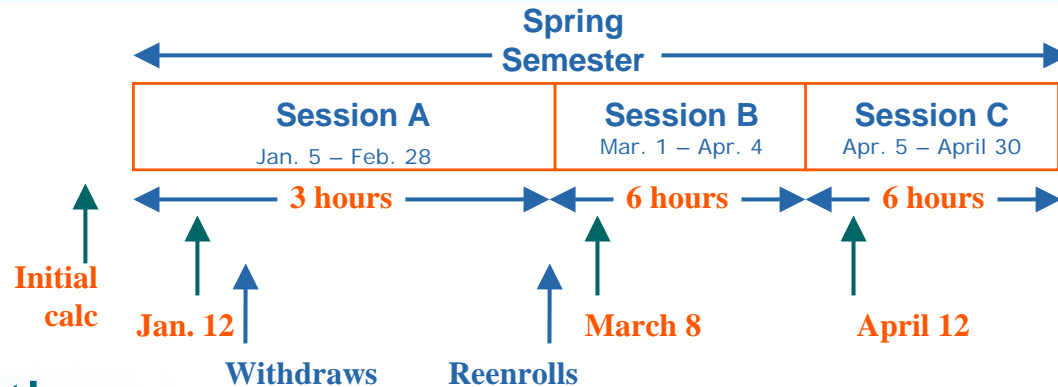 Spring
Semester
Session A
Jan. 5 – Feb. 28
Session B
Mar. 1 – Apr. 4
Session C
Apr. 5 – April 30
3 hours
6 hours
6 hours
Initial
calc
Jan. 12
March 8
April 12
Withdraws
Reenrolls